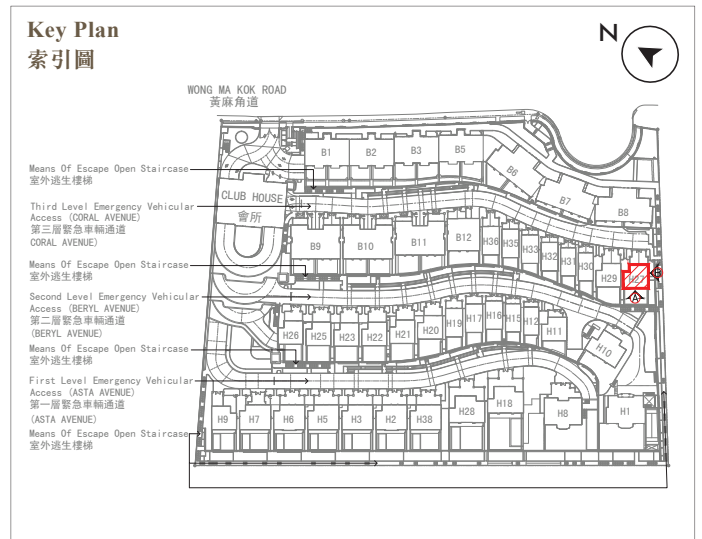 Key Plan
索引圖
N
WONG MA KOK ROAD
黃麻角道
Means Of Escape Open Staircase
室外逃生樓梯
CLUB HOUSE
會所
Third Level Emergency Vehicular
Access (CORAL AVENUE)
第三層緊急車輛通道
CORAL AVENUE)
Means Of Escape Open Staircase
室外逃生樓梯
Second Level Emergency Vehicular
Access (BERYL AVENUE)
第二層緊急車輛通道
(BERYL AVENUE)
Means Of Escape Open Staircase
室外逃生樓梯
First Level Emergency Vehicular
Access (ASTA AVENUE)
第一層緊急車輛通道
(ASTA AVENUE)
Means Of Escape Open Staircase
室外逃生樓梯
B1 B2 B3 B5 B6 B7 B8
B9 B10 B11 B12 H36 H35 H33 H32 H31 H30 H29 H27
A B
H26 H25 H23 H22 H21 H20 H19 H17 H16 H15 H12 H11 H10
H9 H7 H6 H5 H3 H2 H38 H28 H18 H8 H1